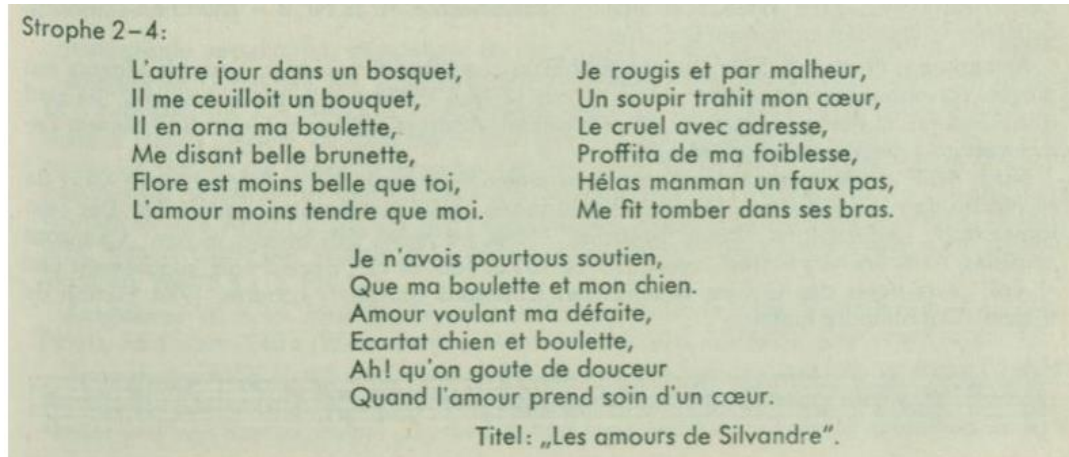 Strophe 2–4:
L'autre jour dans un bosquet,
Il me ceuilloit un bouquet,
Il en orna ma boulette,
Me disant belle brunette,
Flore est moins belle que toi,
L'amour moins tendre que moi.
Je rougis et par malheur,
Un soupir trahit mon cœur,
Le cruel avec adresse,
Proffita de ma foiblesse,
Hélas manman un faux pas,
Me fit tomber dans ses bras.
Je n'avois pourtous soutien,
Que ma boulette et mon chien.
Amour voulant ma défaite,
Ecartat chien et boulette,
Ah! qu'on goute de douceur
Quand l'amour prend soin d'un cœur.
Titel: „Les amours de Silvandre".